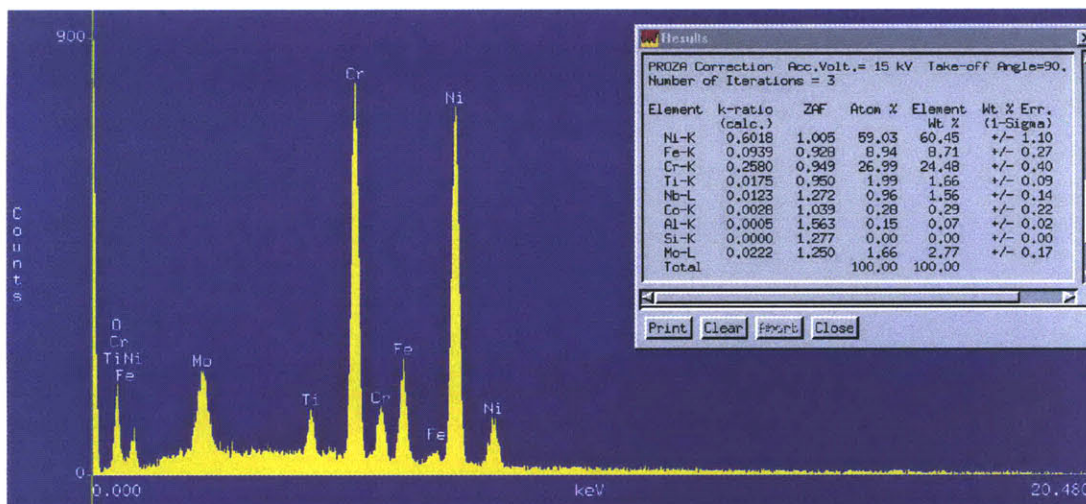 900
Counts
O
Cr
TiNi
Fe
Mo
Ti
Cr
Cr
Fe
Fe
Ni
Ni
0
0.000
keV
20.480
Results
PROZA Correction Acc.Volt.= 15 kV Take-off Angle=90.
Number of Iterations = 3
Element k-ratio ZAF Atom % Element Wt % Err.
(calc.) Wt % (1-Sigma)
Ni-K 0.6018 1.005 59.03 60.45 +/- 1.10
Fe-K 0.0939 0.928 8.94 8.71 +/- 0.27
Cr-K 0.2580 0.949 26.99 24.48 +/- 0.40
Ti-K 0.0175 0.950 1.99 1.66 +/- 0.09
Nb-L 0.0123 1.272 0.96 1.56 +/- 0.14
Co-K 0.0028 1.039 0.28 0.29 +/- 0.22
Al-K 0.0005 1.563 0.15 0.07 +/- 0.02
Si-K 0.0000 1.277 0.00 0.00 +/- 0.00
Mo-L 0.0222 1.250 1.66 2.77 +/- 0.17
Total 100.00 100.00
Print Clear Abort Close